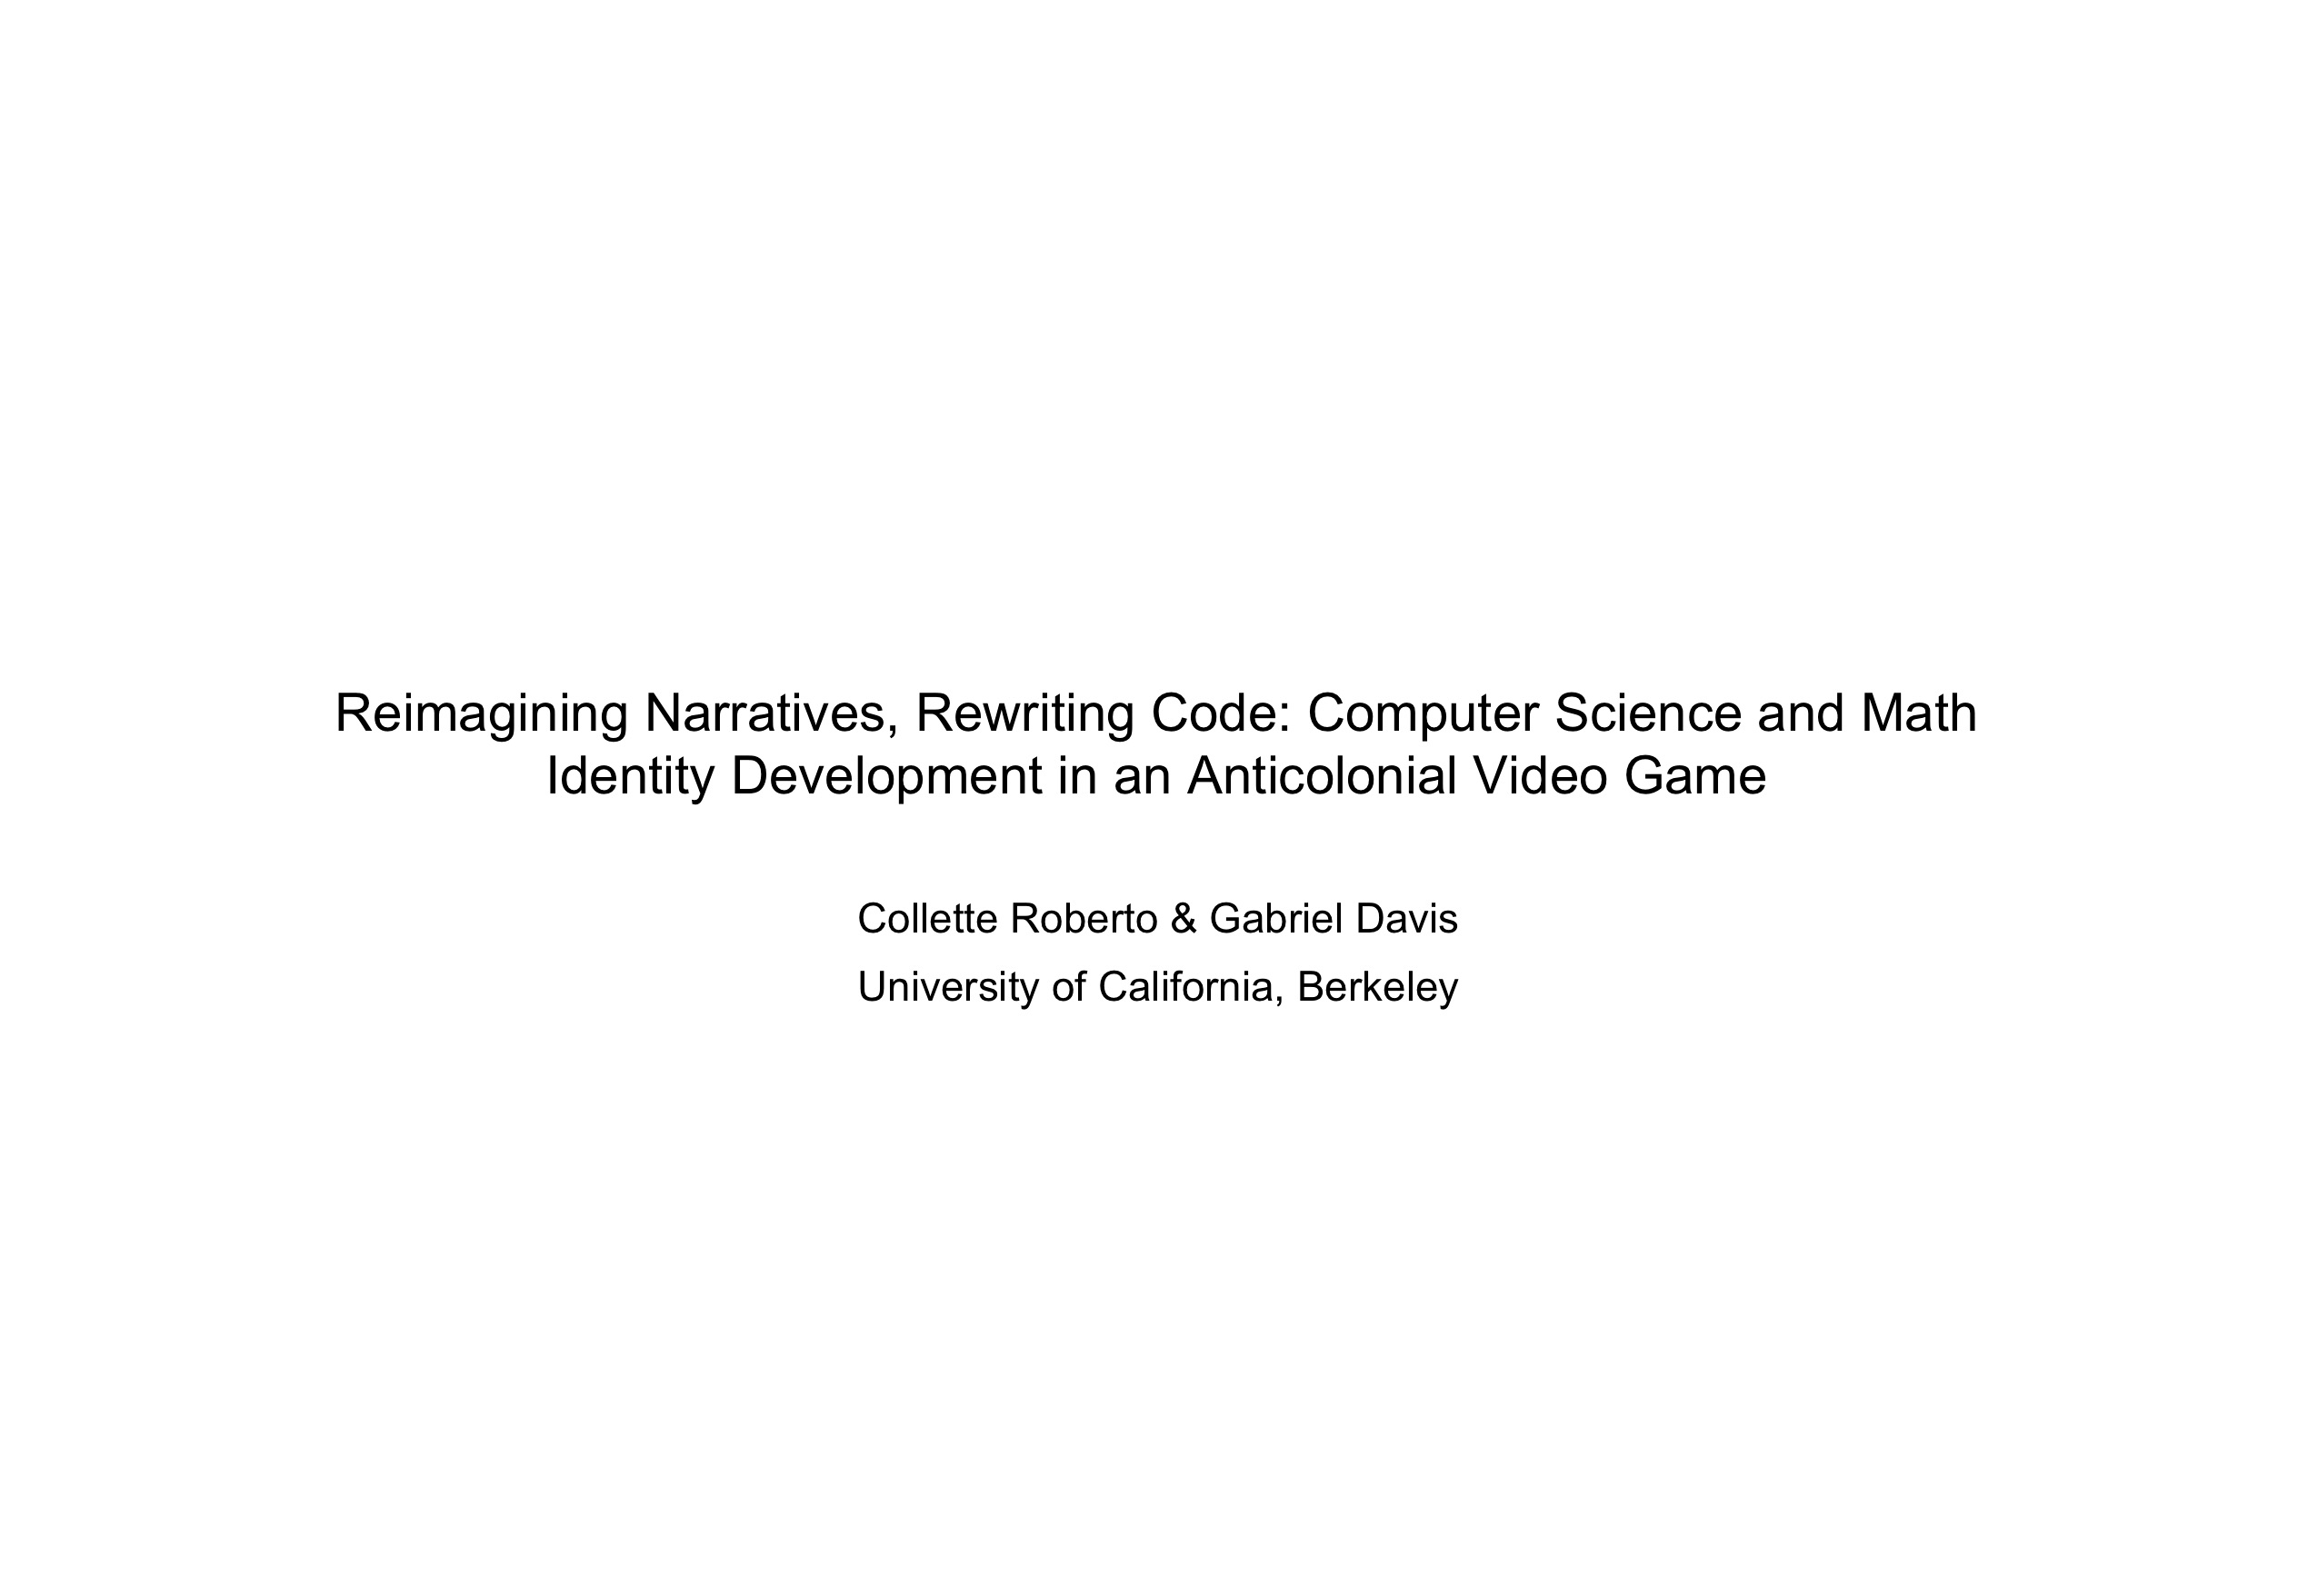 Reimagining Narratives, Rewriting Code: Computer Science and Math
Identity Development in an Anticolonial Video Game
Collette Roberto & Gabriel Davis
University of California, Berkeley